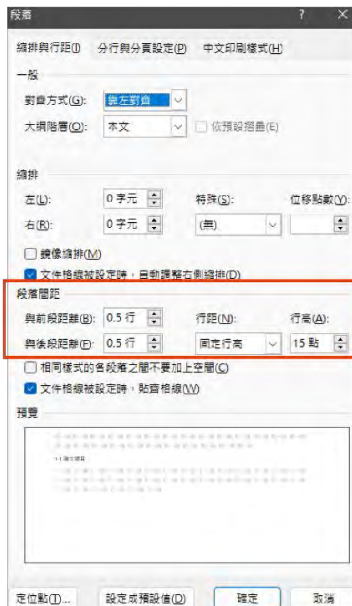 段落 ? ×
縮排與行距(I) 分行與分頁設定(P) 中文印刷樣式(H)
一般
對齊方式(G): 靠左對齊
大綱階層(O): 本文 依預設摺疊(E)
縮排
左(L): 0 字元 特殊(S): 位移點數(Y):
右(R): 0 字元 (無)
鏡像縮排(M)
文件格線被設定時，自動調整右側縮排(D)
段落間距
與前段距離(B): 0.5 行 行距(N): 行高(A):
與後段距離(F): 0.5 行 固定行高 15 點
相同樣式的各段落之間不要加上空間(C)
文件格線被設定時，貼齊格線(W)
預覽
定位點(T)... 設定成預設值(D) 確定 取消